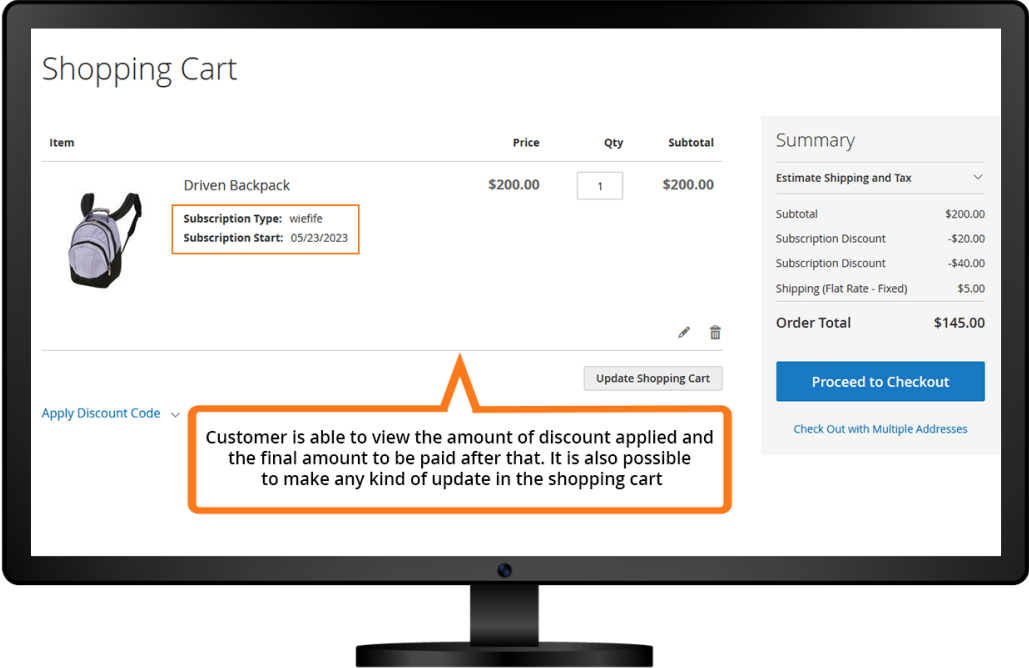 Shopping Cart
Item Price Qty Subtotal
Driven Backpack $200.00 1 $200.00
Subscription Type: wiefife
Subscription Start: 05/23/2023
Update Shopping Cart
Apply Discount Code
Customer is able to view the amount of discount applied and
the final amount to be paid after that. It is also possible
to make any kind of update in the shopping cart
Summary
Estimate Shipping and Tax
Subtotal $200.00
Subscription Discount -$20.00
Subscription Discount -$40.00
Shipping (Flat Rate - Fixed) $5.00
Order Total $145.00
Proceed to Checkout
Check Out with Multiple Addresses